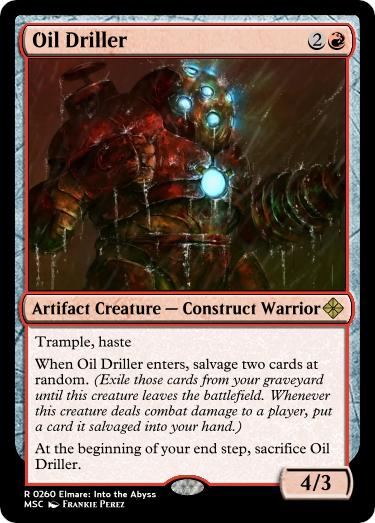 Oil Driller 2
Artifact Creature — Construct Warrior
Trample, haste
When Oil Driller enters, salvage two cards at
random. (Exile those cards from your graveyard
until this creature leaves the battlefield. Whenever
this creature deals combat damage to a player, put
a card it salvaged into your hand.)
At the beginning of your end step, sacrifice Oil
Driller.
4/3
R 0260 Elmare: Into the Abyss
MSC Frankie Perez